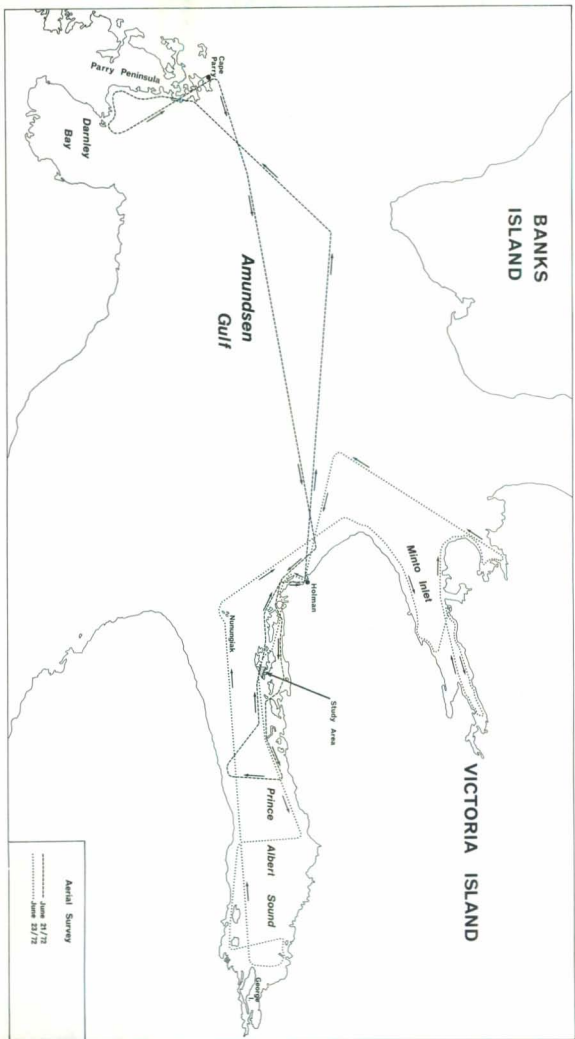 BANKS
ISLAND
VICTORIA ISLAND
Cape
Parry
Parry Peninsula
Darnley
Bay
Amundsen
Gulf
Minto Inlet
Holman
Nunungiak
Study Area
Prince Albert Sound
George
I.
Aerial Survey
June 21/72
June 23/72